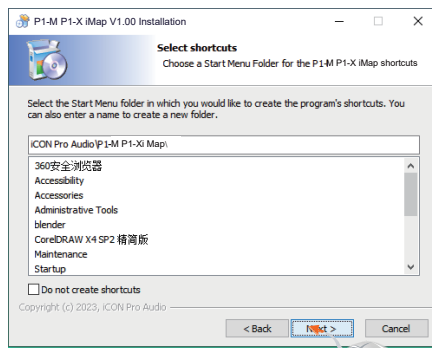 P1-M P1-X iMap V1.00 Installation
Select shortcuts
Choose a Start Menu Folder for the P1-M P1-X iMap shortcuts
Select the Start Menu folder in which you would like to create the program's shortcuts. You
can also enter a name to create a new folder.
iCON Pro Audio\P1-M P1-Xi Map\
360安全浏览器
Accessibility
Accessories
Administrative Tools
blender
CorelDRAW X4 SP2 精简版
Maintenance
Startup
Do not create shortcuts
Copyright (c) 2023, iCON Pro Audio
< Back Next > Cancel